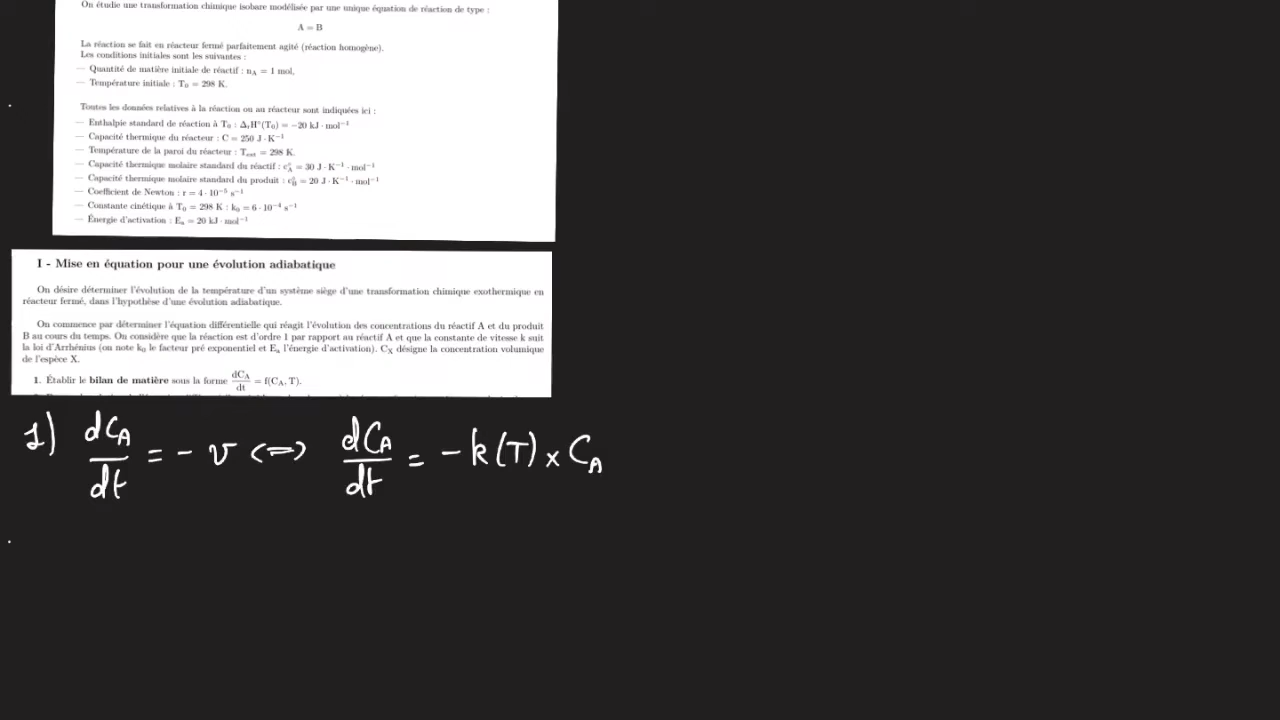 On étudie une transformation chimique isobare modélisée par une unique équation de réaction de type :
A = B
La réaction se fait en réacteur fermé parfaitement agité (réaction homogène).
Les conditions initiales sont les suivantes :
— Quantité de matière initiale de réactif : n_A = 1 mol,
— Température initiale : T₀ = 298 K.
Toutes les données relatives à la réaction ou au réacteur sont indiquées ici :
— Enthalpie standard de réaction à T₀ : ΔᵣH°(T₀) = −20 kJ · mol⁻¹
— Capacité thermique du réacteur : C = 250 J · K⁻¹
— Température de la paroi du réacteur : T_ext = 298 K.
— Capacité thermique molaire standard du réactif : c°_A = 30 J · K⁻¹ · mol⁻¹
— Capacité thermique molaire standard du produit : c°_B = 20 J · K⁻¹ · mol⁻¹
— Coefficient de Newton : r = 4 · 10⁻⁵ s⁻¹
— Constante cinétique à T₀ = 298 K : k₀ = 6 · 10⁻⁴ s⁻¹
— Énergie d'activation : Eₐ = 20 kJ · mol⁻¹
I - Mise en équation pour une évolution adiabatique
On désire déterminer l'évolution de la température d'un système siège d'une transformation chimique exothermique en
réacteur fermé, dans l'hypothèse d'une évolution adiabatique.
On commence par déterminer l'équation différentielle qui réagit l'évolution des concentrations du réactif A et du produit
B au cours du temps. On considère que la réaction est d'ordre 1 par rapport au réactif A et que la constante de vitesse k suit
la loi d'Arrhénius (on note k₀ le facteur pré exponentiel et Eₐ l'énergie d'activation). C_X désigne la concentration volumique
de l'espèce X.
1. Établir le bilan de matière sous la forme dC_A/dt = f(C_A, T).
1) dC_A/dt = − v ⟺ dC_A/dt = − k(T) × C_A